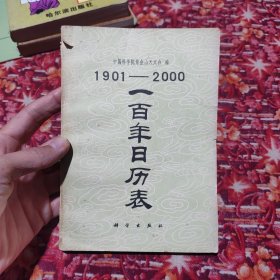 哈尔滨出版社
中国科学院紫金山天文台 编
1901—2000
一百年日历表
科学出版社